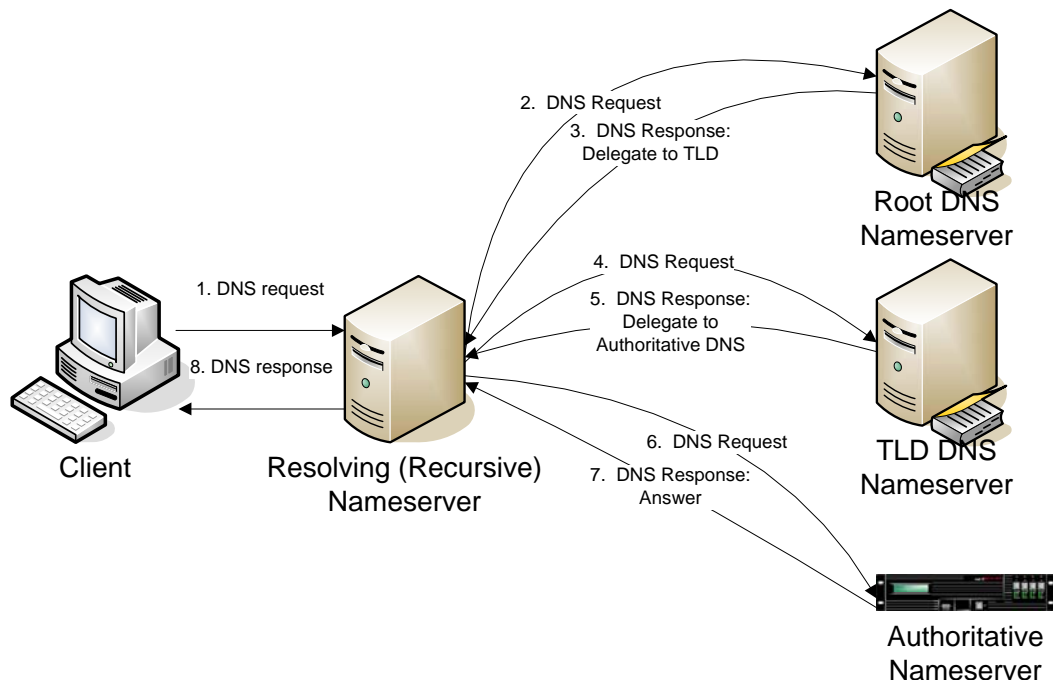 2. DNS Request
3. DNS Response:
Delegate to TLD
Root DNS
Nameserver
1. DNS request
8. DNS response
4. DNS Request
5. DNS Response:
Delegate to
Authoritative DNS
Client
Resolving (Recursive)
Nameserver
TLD DNS
Nameserver
6. DNS Request
7. DNS Response:
Answer
Authoritative
Nameserver